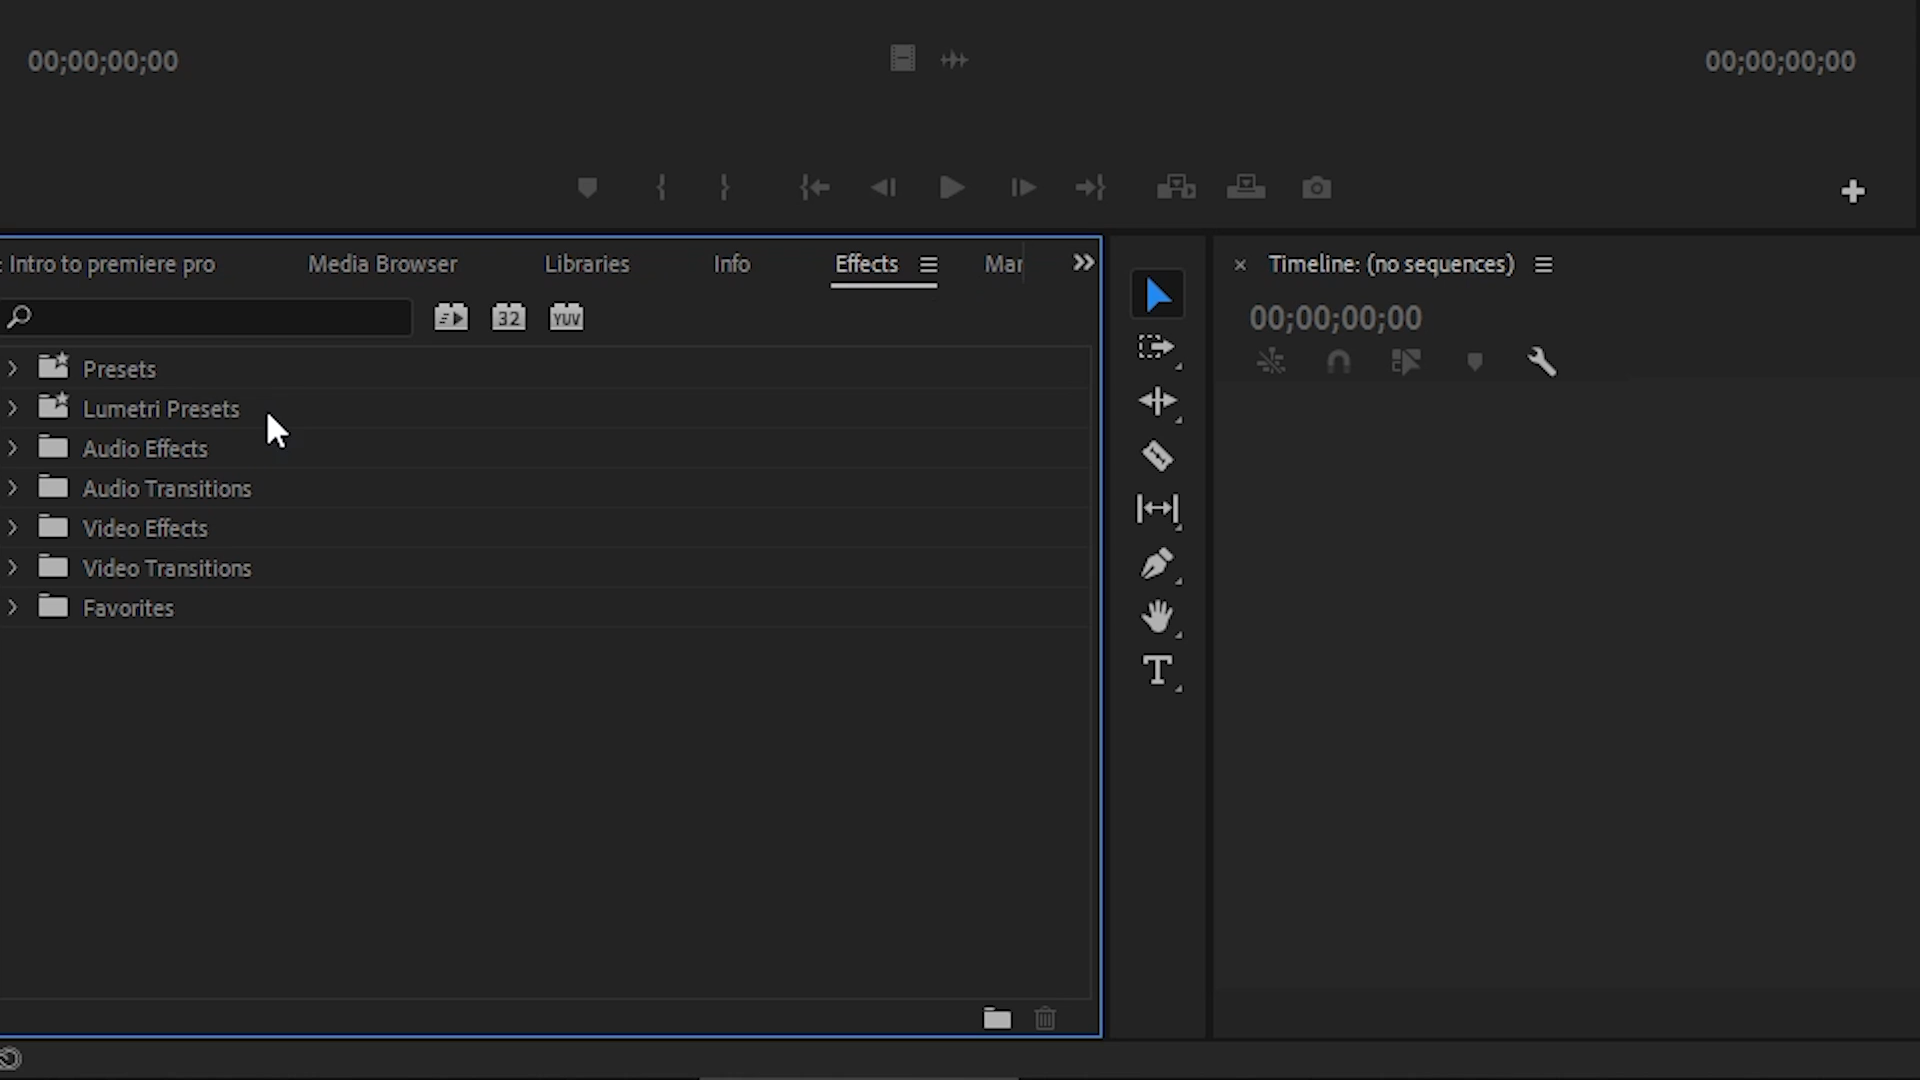 00;00;00;00
00;00;00;00
: Intro to premiere pro
Media Browser
Libraries
Info
Effects
Mar
Timeline: (no sequences)
32
YUV
00;00;00;00
Presets
Lumetri Presets
Audio Effects
Audio Transitions
Video Effects
Video Transitions
Favorites